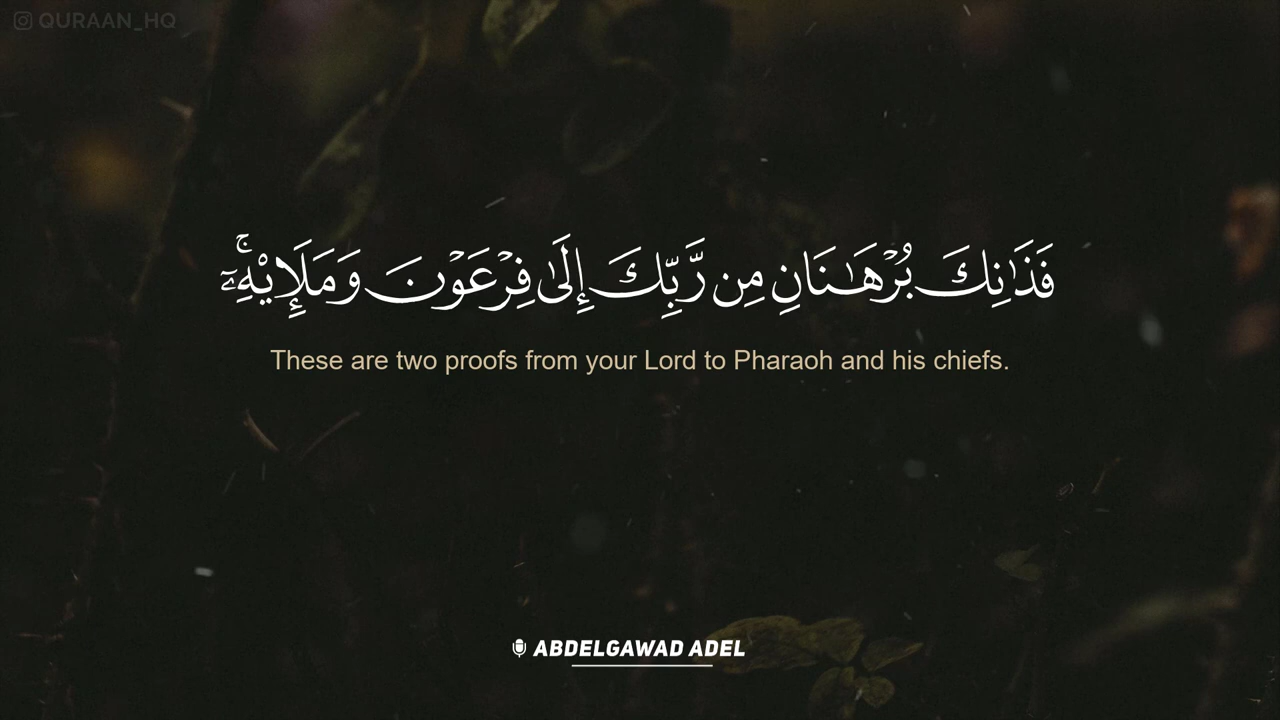 QURAAN_HQ
فَذَٰنِكَ بُرْهَـٰنَانِ مِن رَّبِّكَ إِلَىٰ فِرْعَوْنَ وَمَلَإِيْهِۦٓ ۚ
These are two proofs from your Lord to Pharaoh and his chiefs.
ABDELGAWAD ADEL